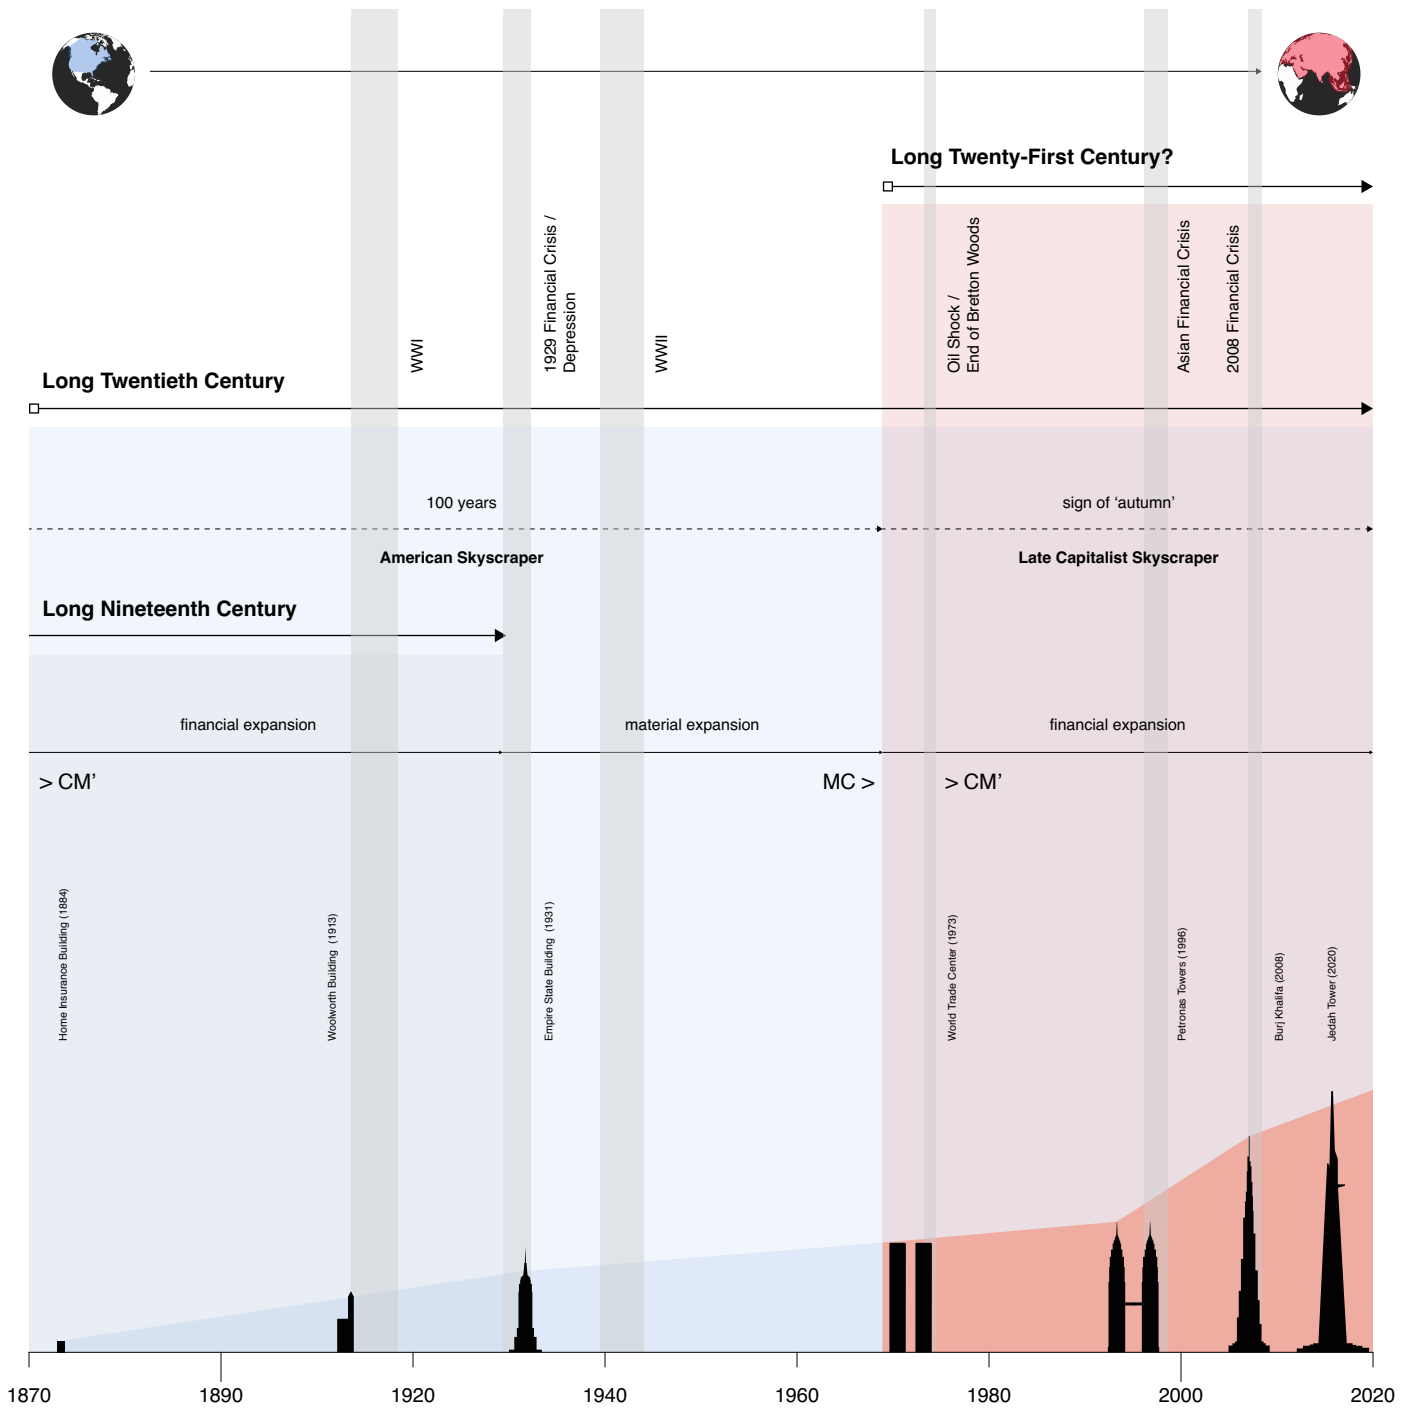 Long Twenty-First Century?
1929 Financial Crisis /
Depression
WWI
WWII
Oil Shock /
End of Bretton Woods
Asian Financial Crisis
2008 Financial Crisis
Long Twentieth Century
100 years
sign of ‘autumn’
American Skyscraper
Late Capitalist Skyscraper
Long Nineteenth Century
financial expansion
material expansion
financial expansion
> CM’
MC >
> CM’
Home Insurance Building (1884)
Woolworth Building (1913)
Empire State Building (1931)
World Trade Center (1973)
Petronas Towers (1996)
Burj Khalifa (2008)
Jedah Tower (2020)
1870
1890
1920
1940
1960
1980
2000
2020